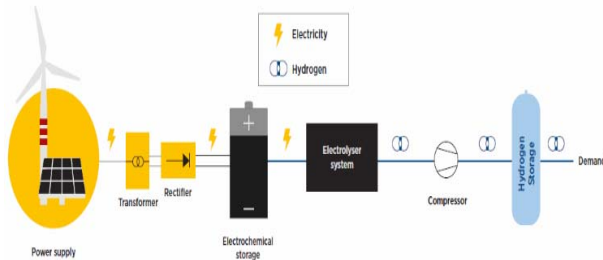 Electricity
Hydrogen
Electrolyser
system
Hydrogen
Storage
Demand
Transformer
Rectifier
Compressor
Power supply
Electrochemical
storage